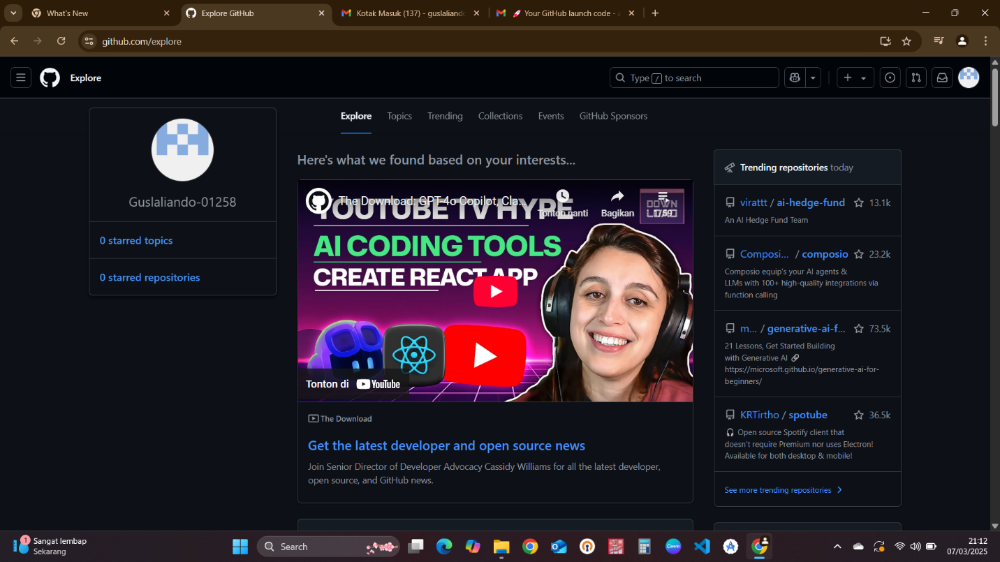 What's New
Explore GitHub
Kotak Masuk (137) - guslaliando
🚀 Your GitHub launch code - a
github.com/explore
Explore
Type / to search
Explore
Topics
Trending
Collections
Events
GitHub Sponsors
Guslaliando-01258
0 starred topics
0 starred repositories
Here's what we found based on your interests...
The Download: GPT-4o Copilot, Cla...
Tonton nanti
Bagikan
1/59
DOWN
LOAD
YOUTUBE TV HYPE
AI CODING TOOLS
CREATE REACT APP
Tonton di YouTube
The Download
Get the latest developer and open source news
Join Senior Director of Developer Advocacy Cassidy Williams for all the latest developer,
open source, and GitHub news.
Trending repositories today
virattt / ai-hedge-fund 13.1k
An AI Hedge Fund Team
Composi... / composio 23.2k
Composio equip's your AI agents &
LLMs with 100+ high-quality integrations via
function calling
m... / generative-ai-f... 73.5k
21 Lessons, Get Started Building
with Generative AI 🔗
https://microsoft.github.io/generative-ai-for-
beginners/
KRTirtho / spotube 36.5k
🎧 Open source Spotify client that
doesn't require Premium nor uses Electron!
Available for both desktop & mobile!
See more trending repositories
1
Sangat lembap
Sekarang
Search
Canva
21:12
07/03/2025